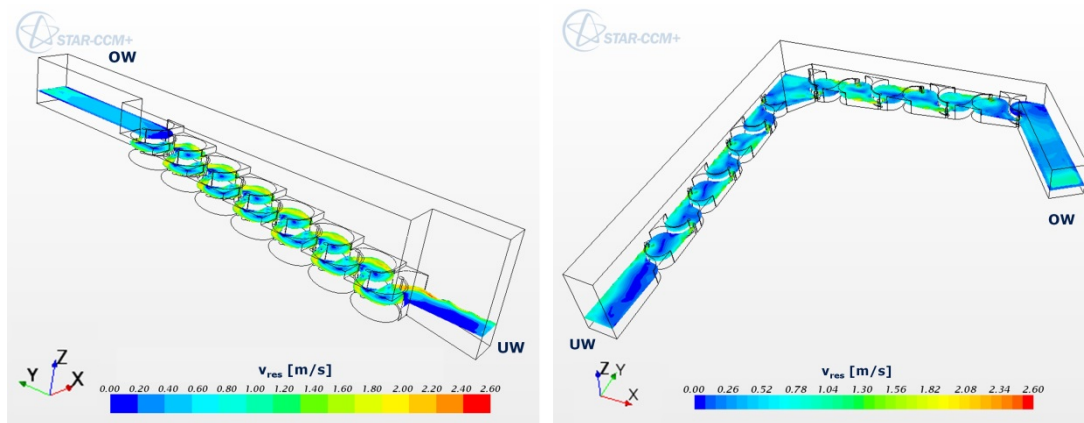 STAR-CCM+
OW
UW
Z
Y
X
v_res [m/s]
0.00 0.20 0.40 0.60 0.80 1.00 1.20 1.40 1.60 1.80 2.00 2.20 2.40 2.60
STAR-CCM+
OW
UW
Z
Y
X
v_res [m/s]
0.00 0.26 0.52 0.78 1.04 1.30 1.56 1.82 2.08 2.34 2.60